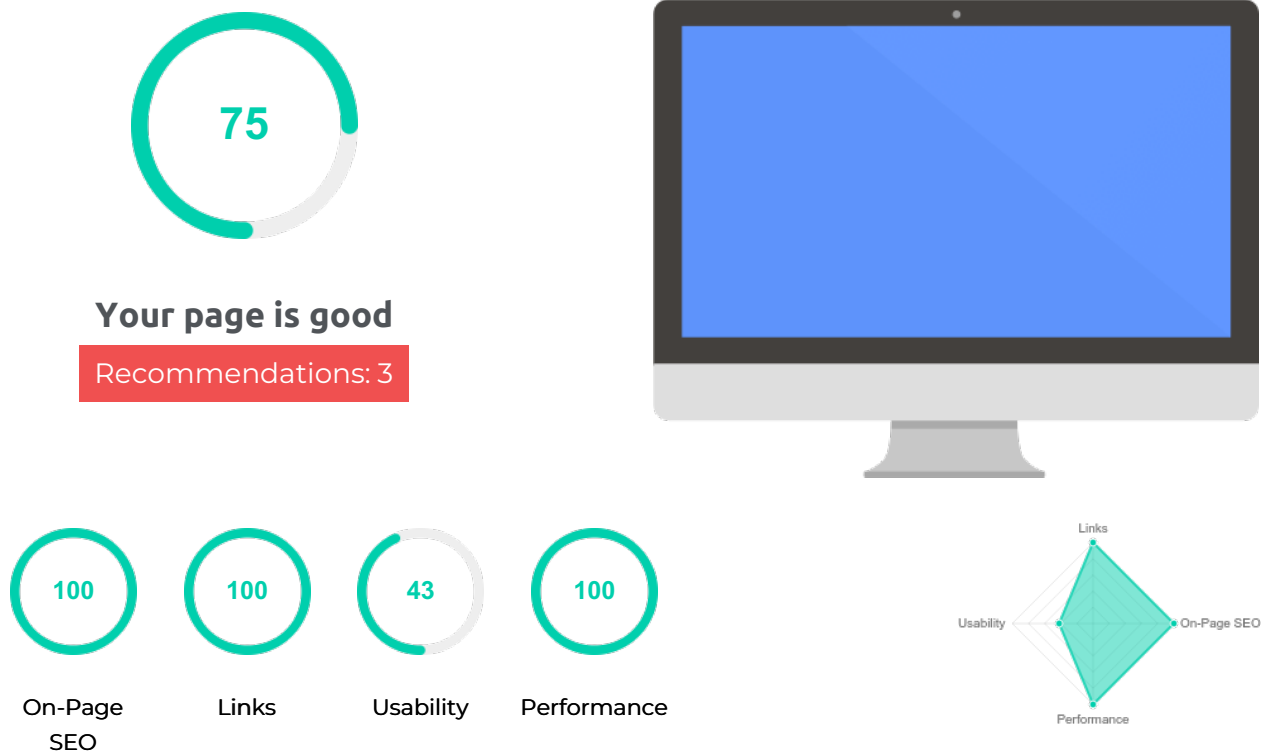 75
Your page is good
Recommendations: 3
100
100
43
100
On-Page
SEO
Links
Usability
Performance
Links
Usability
On-Page SEO
Performance